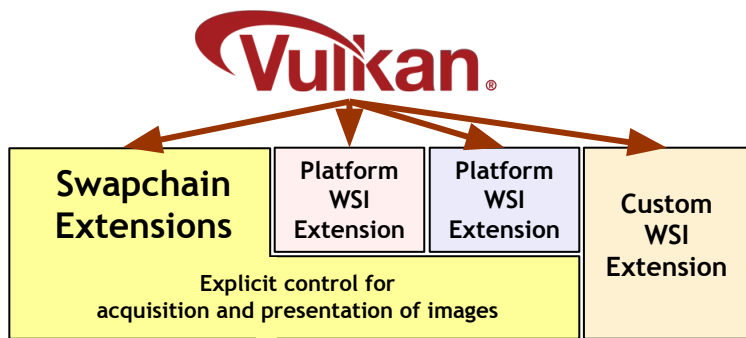 Vulkan®
Swapchain
Extensions
Platform
WSI
Extension
Platform
WSI
Extension
Custom
WSI
Extension
Explicit control for
acquisition and presentation of images